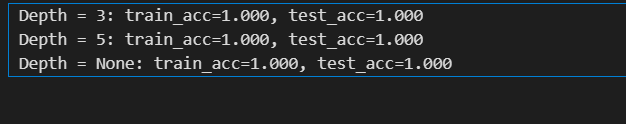 Depth = 3: train_acc=1.000, test_acc=1.000
Depth = 5: train_acc=1.000, test_acc=1.000
Depth = None: train_acc=1.000, test_acc=1.000